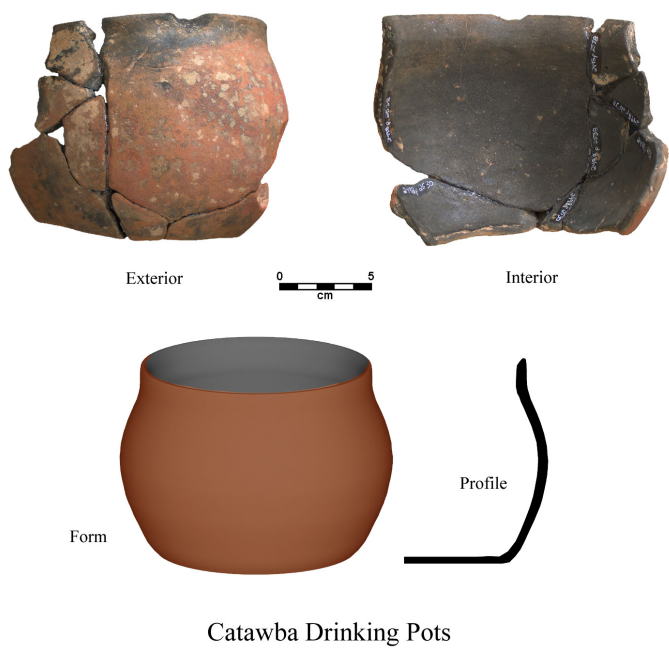 Exterior
0 5
cm
Interior
Form
Profile
Catawba Drinking Pots